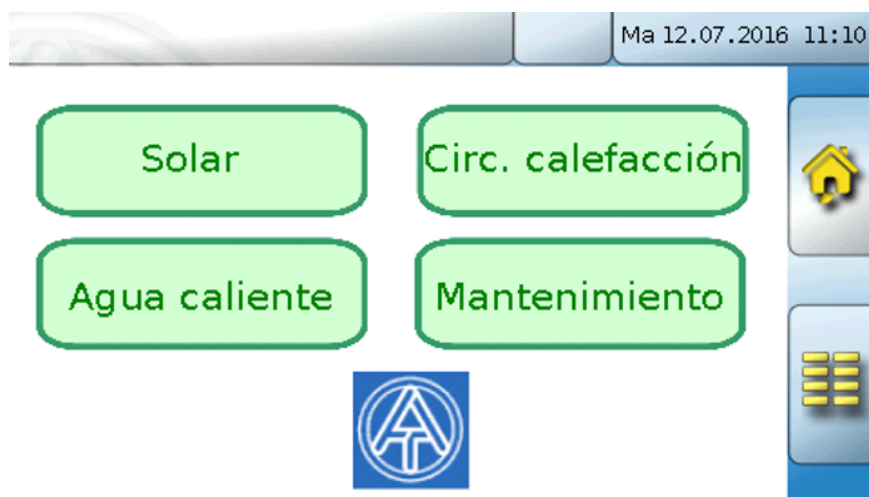 Ma 12.07.2016 11:10
Solar
Circ. calefacción
Agua caliente
Mantenimiento